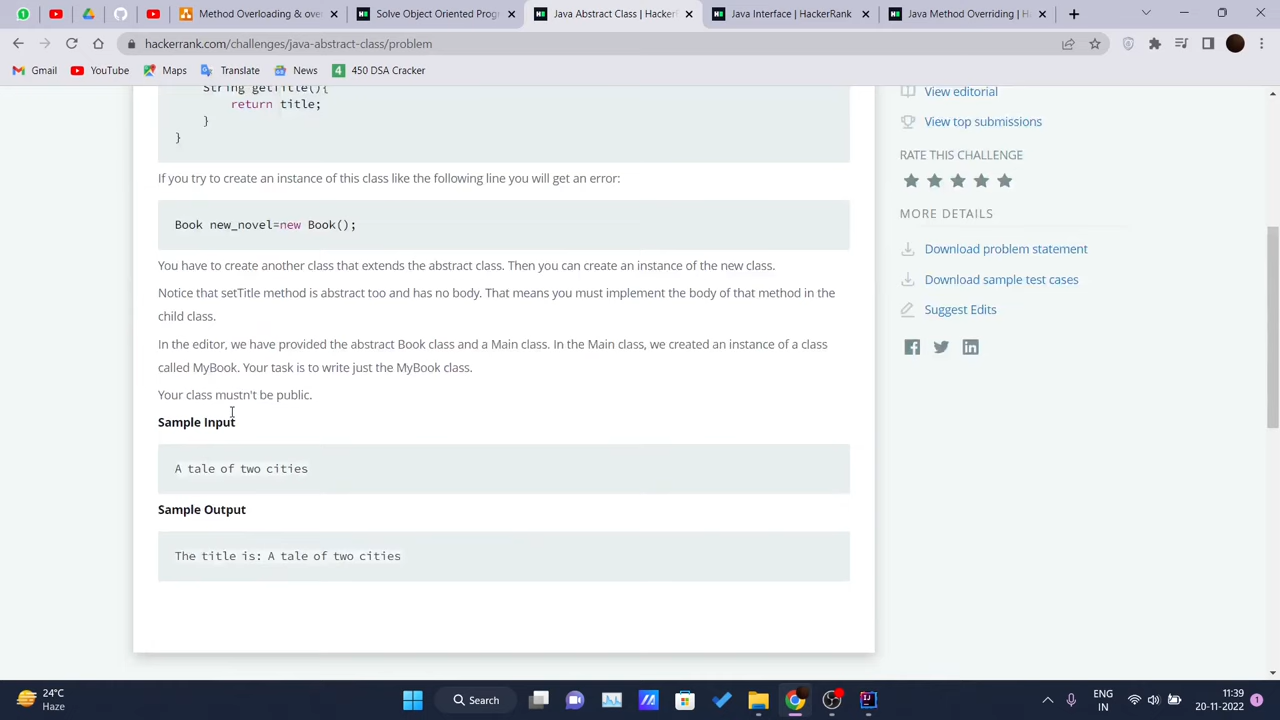 Method Overloading & over
Solve Object Oriented Prog
Java Abstract Class | HackerR
Java Interface | HackerRank
Java Method Overriding | Ha
hackerrank.com/challenges/java-abstract-class/problem
Gmail
YouTube
Maps
Translate
News
4
450 DSA Cracker
String getTitle(){
return title;
}
}
If you try to create an instance of this class like the following line you will get an error:
Book new_novel=new Book();
You have to create another class that extends the abstract class. Then you can create an instance of the new class.
Notice that setTitle method is abstract too and has no body. That means you must implement the body of that method in the
child class.
In the editor, we have provided the abstract Book class and a Main class. In the Main class, we created an instance of a class
called MyBook. Your task is to write just the MyBook class.
Your class mustn't be public.
Sample Input
A tale of two cities
Sample Output
The title is: A tale of two cities
View editorial
View top submissions
RATE THIS CHALLENGE
MORE DETAILS
Download problem statement
Download sample test cases
Suggest Edits
24°C
Haze
Search
ENG
IN
11:39
20-11-2022
1